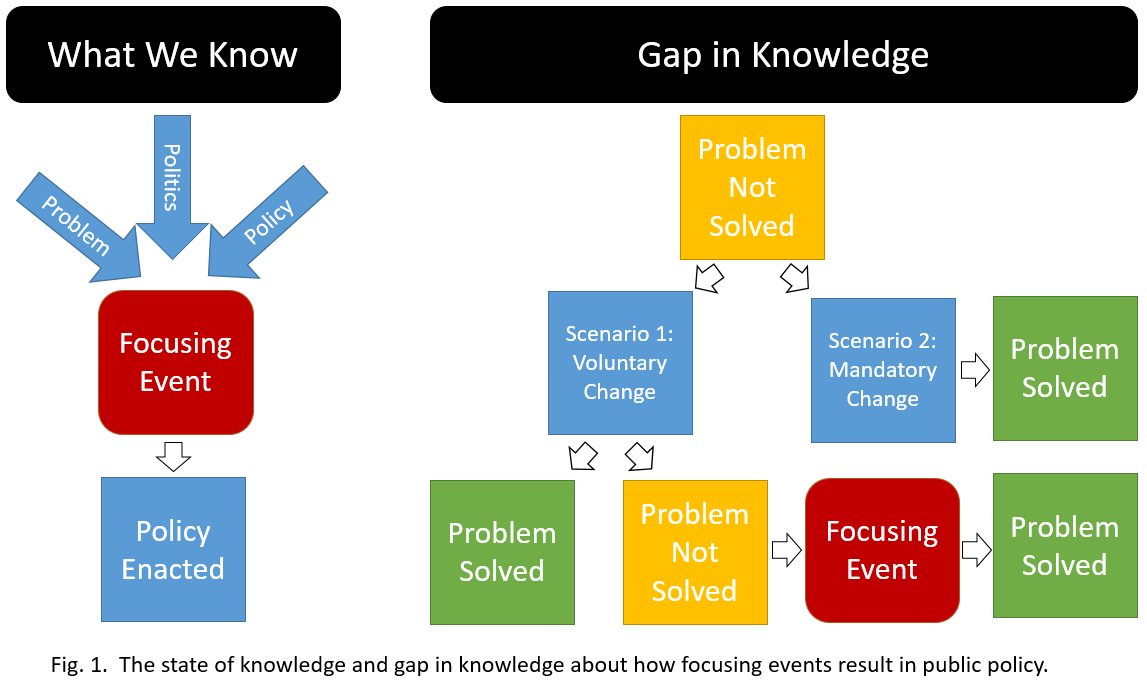 What We Know
Gap in Knowledge
Problem
Politics
Policy
Focusing
Event
Policy
Enacted
Problem
Not
Solved
Scenario 1:
Voluntary
Change
Scenario 2:
Mandatory
Change
Problem
Solved
Problem
Solved
Problem
Not
Solved
Focusing
Event
Problem
Solved
Fig. 1.  The state of knowledge and gap in knowledge about how focusing events result in public policy.